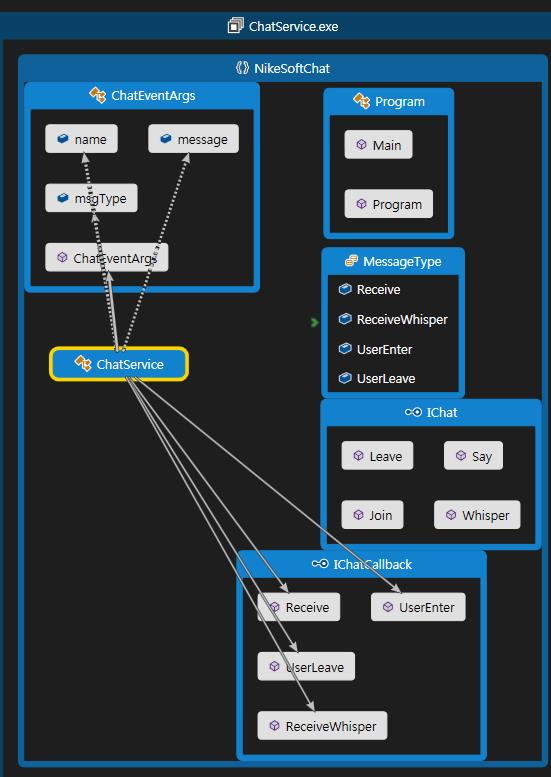 ChatService.exe
NikeSoftChat
ChatEventArgs
name
message
msgType
ChatEventArgs
ChatService
Program
Main
Program
MessageType
Receive
ReceiveWhisper
UserEnter
UserLeave
IChat
Leave
Say
Join
Whisper
IChatCallback
Receive
UserEnter
UserLeave
ReceiveWhisper